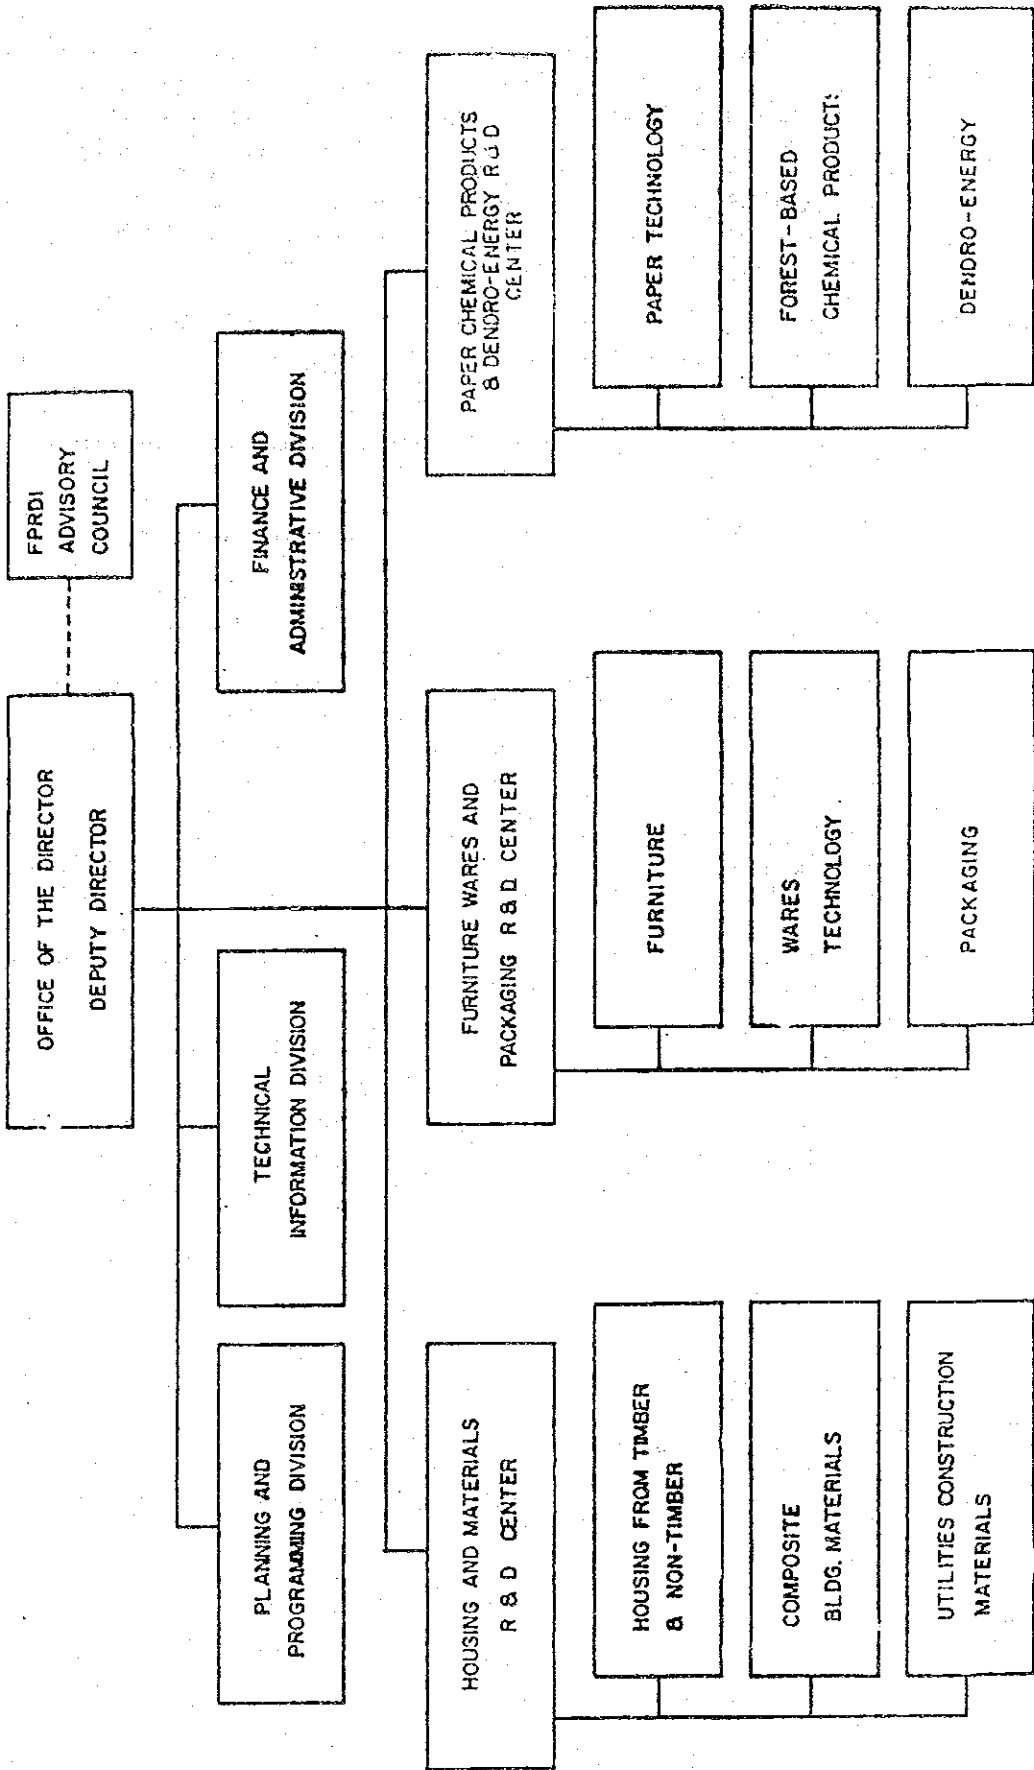 OFFICE OF THE DIRECTOR
DEPUTY DIRECTOR
FPRDI
ADVISORY
COUNCIL
PLANNING AND
PROGRAMMING DIVISION
TECHNICAL
INFORMATION DIVISION
FINANCE AND
ADMINISTRATIVE DIVISION
HOUSING AND MATERIALS
R & D CENTER
FURNITURE WARES AND
PACKAGING R&D CENTER
PAPER CHEMICAL PRODUCTS
& DENDRO-ENERGY R&D
CENTER
HOUSING FROM TIMBER
& NON-TIMBER
COMPOSITE
BLDG. MATERIALS
UTILITIES CONSTRUCTION
MATERIALS
FURNITURE
WARES
TECHNOLOGY
PACKAGING
PAPER TECHNOLOGY
FOREST-BASED
CHEMICAL PRODUCTS
DENDRO-ENERGY